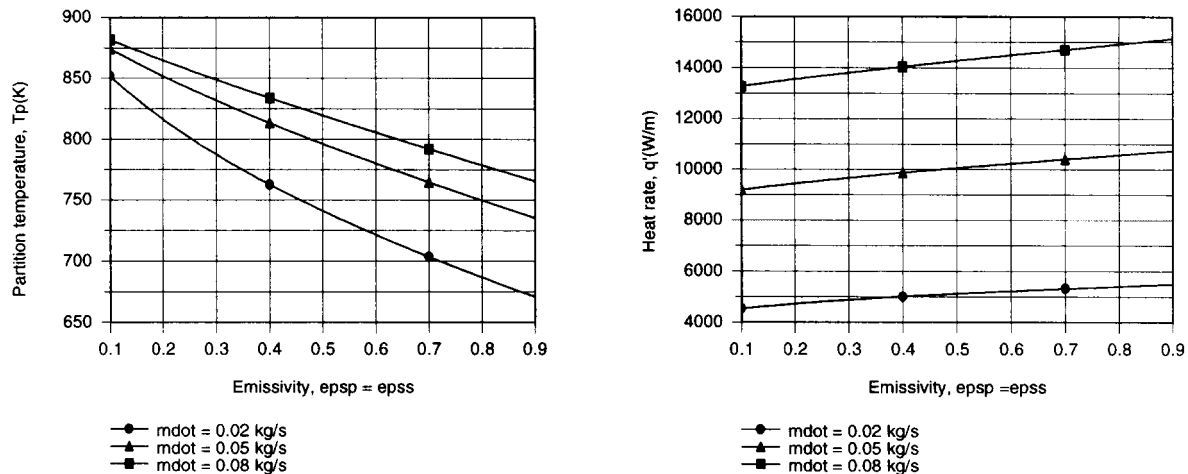 900
850
800
750
700
650
Partition temperature, Tp(K)
0.1 0.2 0.3 0.4 0.5 0.6 0.7 0.8 0.9
Emissivity, epsp = epss
mdot = 0.02 kg/s
mdot = 0.05 kg/s
mdot = 0.08 kg/s
16000
14000
12000
10000
8000
6000
4000
Heat rate, q'(W/m)
0.1 0.2 0.3 0.4 0.5 0.6 0.7 0.8 0.9
Emissivity, epsp =epss
mdot = 0.02 kg/s
mdot = 0.05 kg/s
mdot = 0.08 kg/s